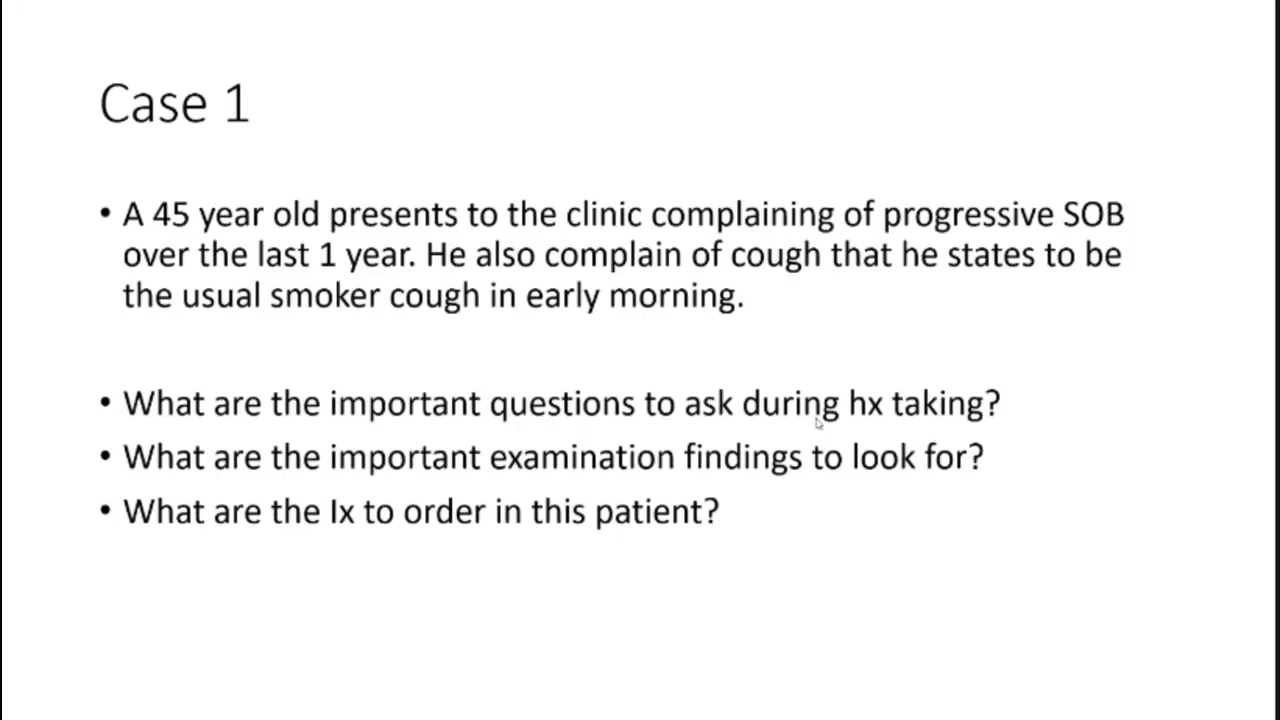 Case 1
• A 45 year old presents to the clinic complaining of progressive SOB
over the last 1 year. He also complain of cough that he states to be
the usual smoker cough in early morning.
• What are the important questions to ask during hx taking?
• What are the important examination findings to look for?
• What are the Ix to order in this patient?